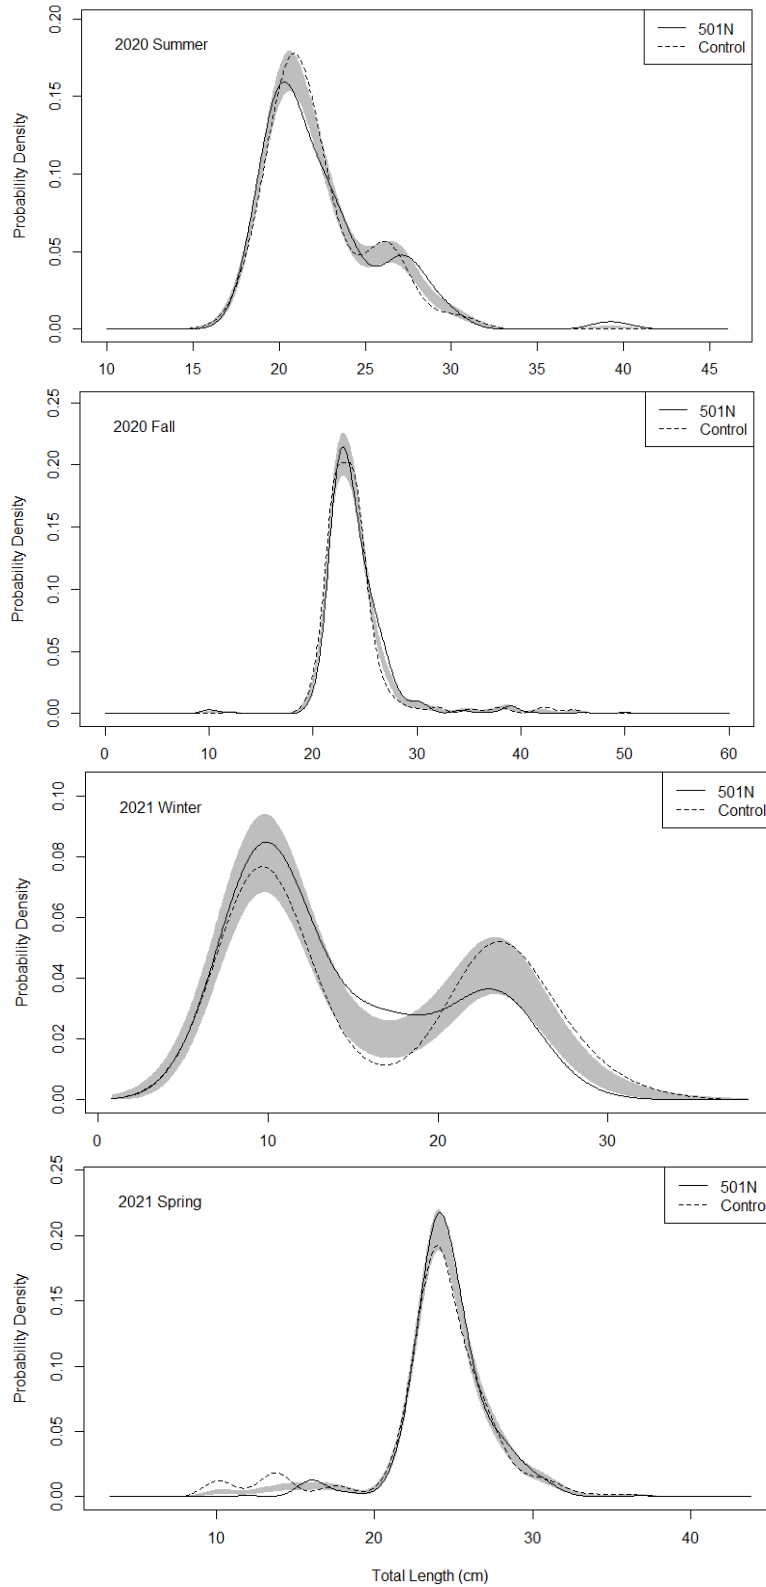 2020 Summer
501N
Control
Probability Density
0.00 0.05 0.10 0.15 0.20
10 15 20 25 30 35 40 45
2020 Fall
501N
Control
Probability Density
0.00 0.05 0.10 0.15 0.20 0.25
0 10 20 30 40 50 60
2021 Winter
501N
Control
Probability Density
0.00 0.02 0.04 0.06 0.08 0.10
0 10 20 30
2021 Spring
501N
Control
Probability Density
0.00 0.05 0.10 0.15 0.20 0.25
10 20 30 40
Total Length (cm)